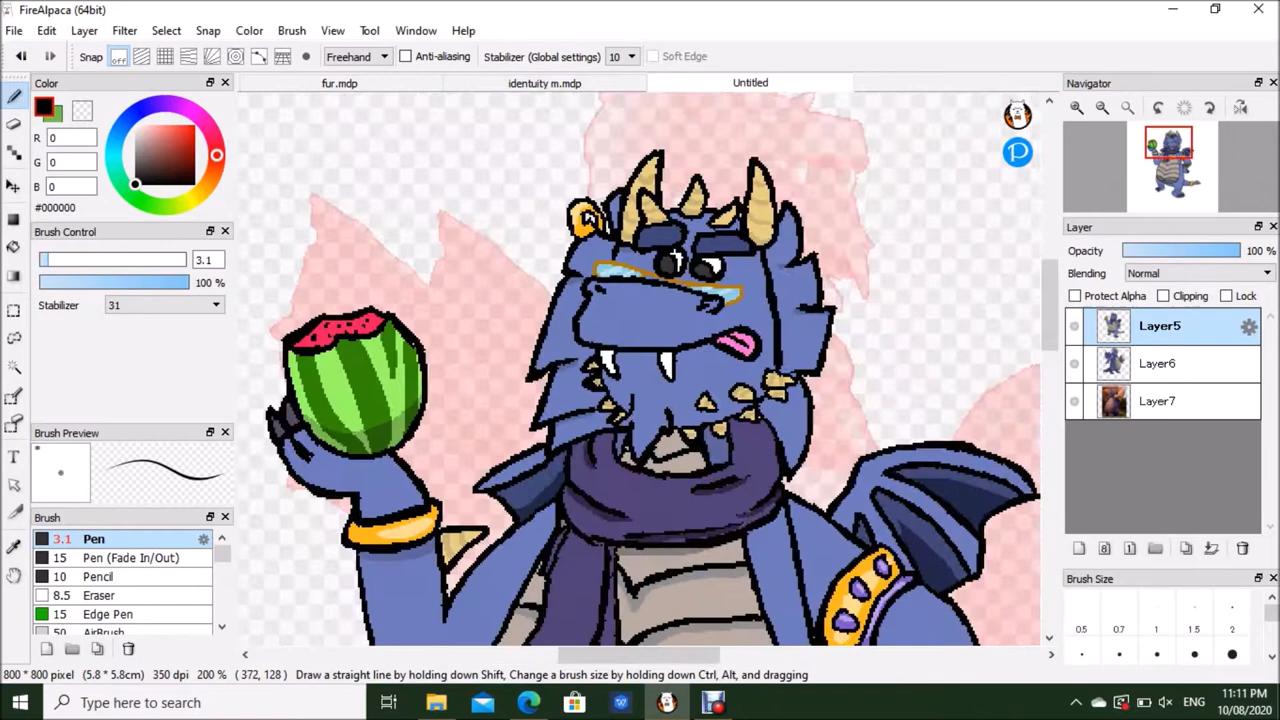 FireAlpaca (64bit)
File Edit Layer Filter Select Snap Color Brush View Tool Window Help
Snap off Freehand Anti-aliasing Stabilizer (Global settings) 10 Soft Edge
Color
fur.mdp identuity m.mdp Untitled
Navigator
R 0
G 0
B 0
#000000
Brush Control
3.1
100 %
Stabilizer 31
Layer
Opacity 100 %
Blending Normal
Protect Alpha Clipping Lock
Layer5
Layer6
Layer7
Brush Preview
Brush
3.1 Pen
15 Pen (Fade In/Out)
10 Pencil
8.5 Eraser
15 Edge Pen
50 AirBrush
Brush Size
0.5 0.7 1 1.5 2
800 * 800 pixel (5.8 * 5.8cm) 350 dpi 200 % (372, 128) Draw a straight line by holding down Shift, Change a brush size by holding down Ctrl, Alt, and dragging
Type here to search
ENG
11:11 PM
10/08/2020